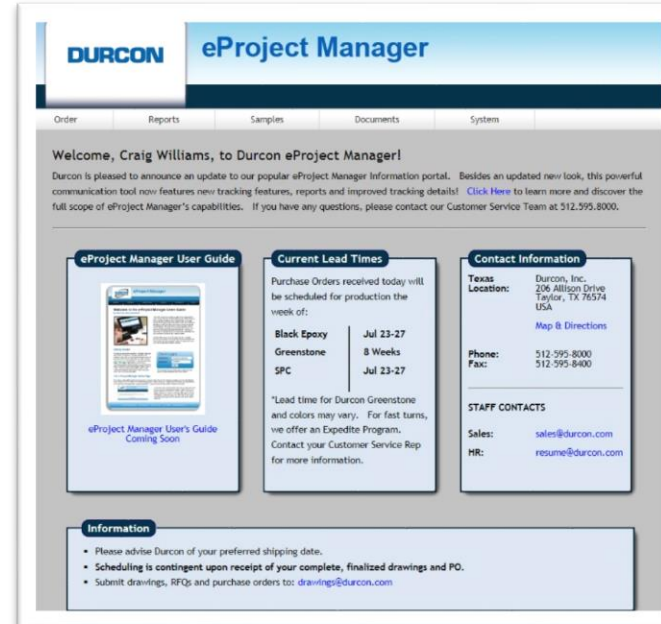 DURCON
eProject Manager
Order Reports Samples Documents System
Welcome, Craig Williams, to Durcon eProject Manager!
Durcon is pleased to announce an update to our popular eProject Manager Information portal. Besides an updated new look, this powerful
communication tool now features new tracking features, reports and improved tracking details! Click Here to learn more and discover the
full scope of eProject Manager's capabilities. If you have any questions, please contact our Customer Service Team at 512.595.8000.
eProject Manager User Guide
eProject Manager User's Guide
Coming Soon
Current Lead Times
Purchase Orders received today will
be scheduled for production the
week of:
Black Epoxy Jul 23-27
Greenstone 8 Weeks
SPC Jul 23-27
*Lead time for Durcon Greenstone
and colors may vary. For fast turns,
we offer an Expedite Program.
Contact your Customer Service Rep
for more information.
Contact Information
Texas Durcon, Inc.
Location: 206 Allison Drive
Taylor, TX 76574
USA
Map & Directions
Phone: 512-595-8000
Fax: 512-595-8400
STAFF CONTACTS
Sales: sales@durcon.com
HR: resume@durcon.com
Information
• Please advise Durcon of your preferred shipping date.
• Scheduling is contingent upon receipt of your complete, finalized drawings and PO.
• Submit drawings, RFQs and purchase orders to: drawings@durcon.com